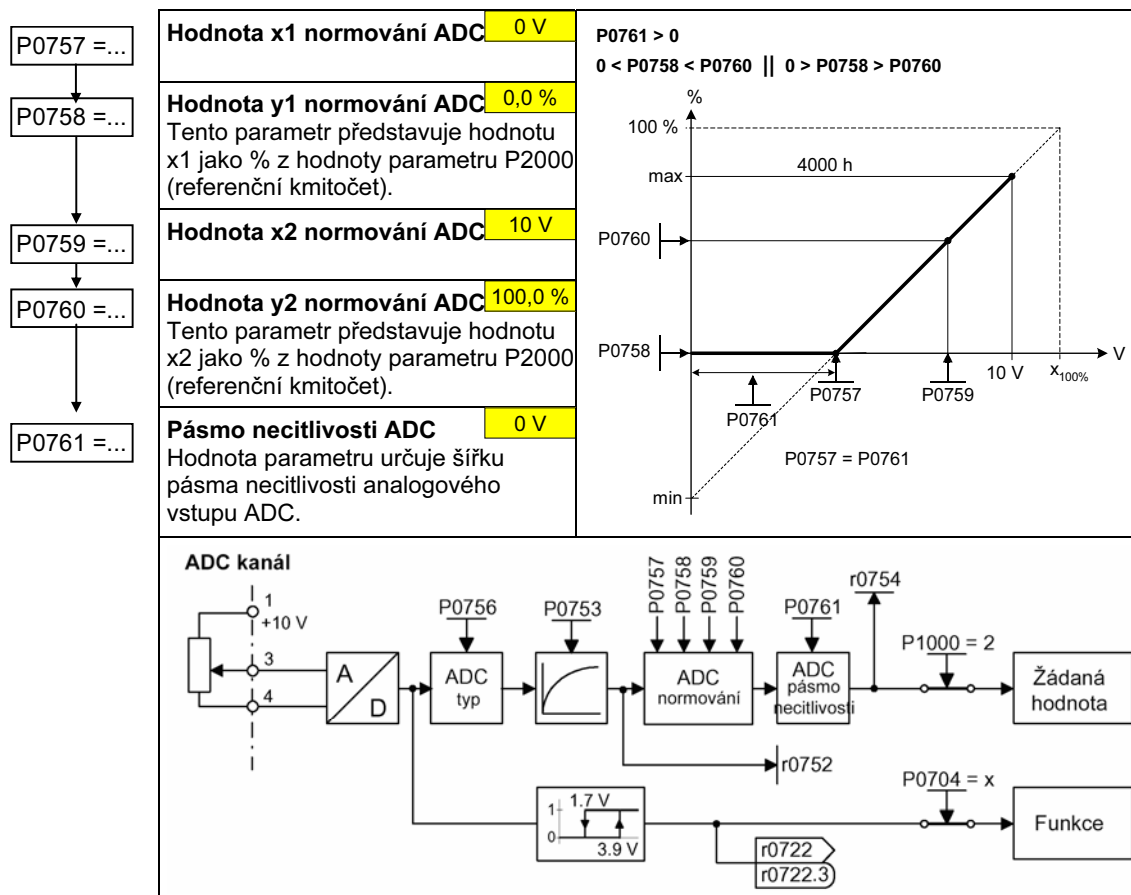 P0757 =...
P0758 =...
P0759 =...
P0760 =...
P0761 =...
Hodnota x1 normování ADC 0 V
Hodnota y1 normování ADC 0,0 %
Tento parametr představuje hodnotu
x1 jako % z hodnoty parametru P2000
(referenční kmitočet).
Hodnota x2 normování ADC 10 V
Hodnota y2 normování ADC 100,0 %
Tento parametr představuje hodnotu
x2 jako % z hodnoty parametru P2000
(referenční kmitočet).
Pásmo necitlivosti ADC 0 V
Hodnota parametru určuje šířku
pásma necitlivosti analogového
vstupu ADC.
P0761 > 0
0 < P0758 < P0760 || 0 > P0758 > P0760
%
100 %
4000 h
max
P0760
P0758
V
10 V
x100%
P0757
P0759
P0761
P0757 = P0761
min
ADC kanál
1
+10 V
3
4
A
D
P0756
ADC
typ
P0753
P0757
P0758
P0759
P0760
ADC
normování
P0761
ADC
pásmo
necitlivosti
r0754
P1000 = 2
Žádaná
hodnota
r0752
1.7 V
1
0
3.9 V
P0704 = x
Funkce
r0722
r0722.3